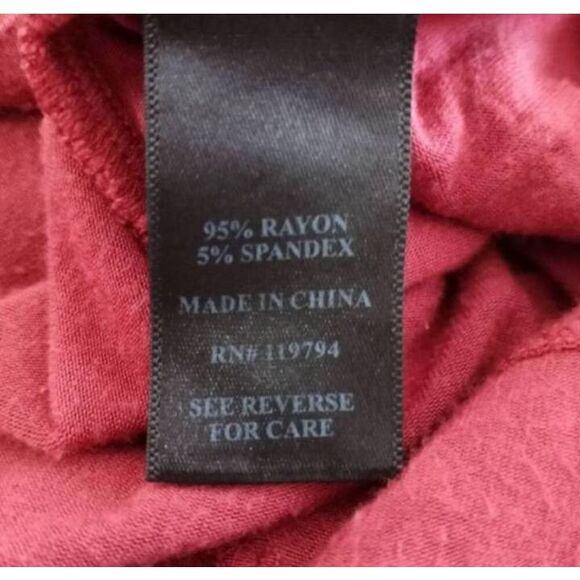 95% RAYON
5% SPANDEX
MADE IN CHINA
RN# 119794
SEE REVERSE
FOR CARE